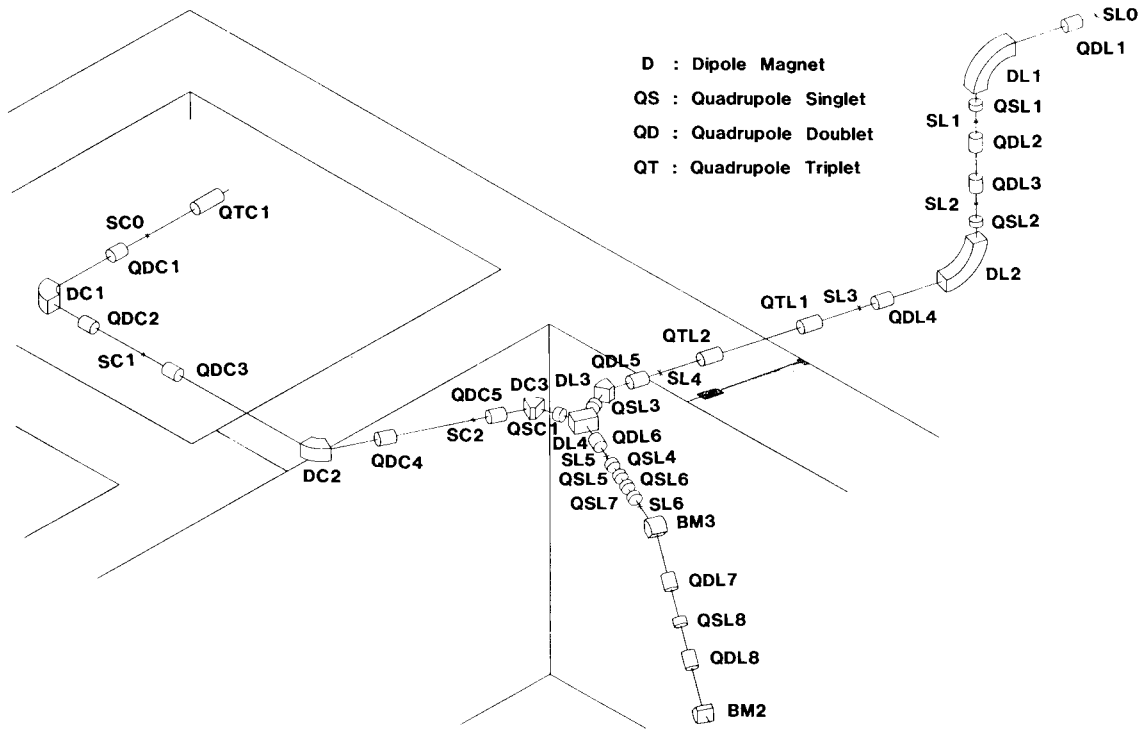 SL0
QDL1
D : Dipole Magnet
DL1
QS : Quadrupole Singlet
QSL1
SL1
QD : Quadrupole Doublet
QDL2
QT : Quadrupole Triplet
QDL3
SL2
QTC1
SC0
QSL2
QDC1
DL2
DC1
QTL1
SL3
QDC2
QDL4
QTL2
SC1
QDC3
QDL5
SL4
DC3
DL3
QDC5
QSL3
QSC1
SC2
DL4
QDL6
QDC4
SL5
QSL4
DC2
QSL5
QSL6
QSL7
SL6
BM3
QDL7
QSL8
QDL8
BM2